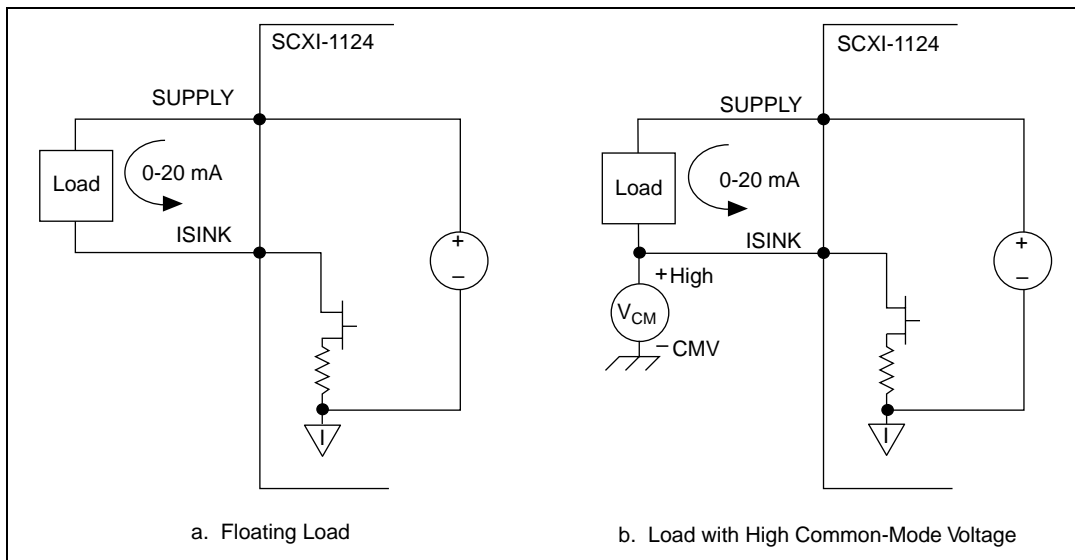 SCXI-1124
SUPPLY
Load
0-20 mA
ISINK
+
–
I
a. Floating Load
SCXI-1124
SUPPLY
Load
0-20 mA
ISINK
+High
VCM
–CMV
+
–
I
b. Load with High Common-Mode Voltage